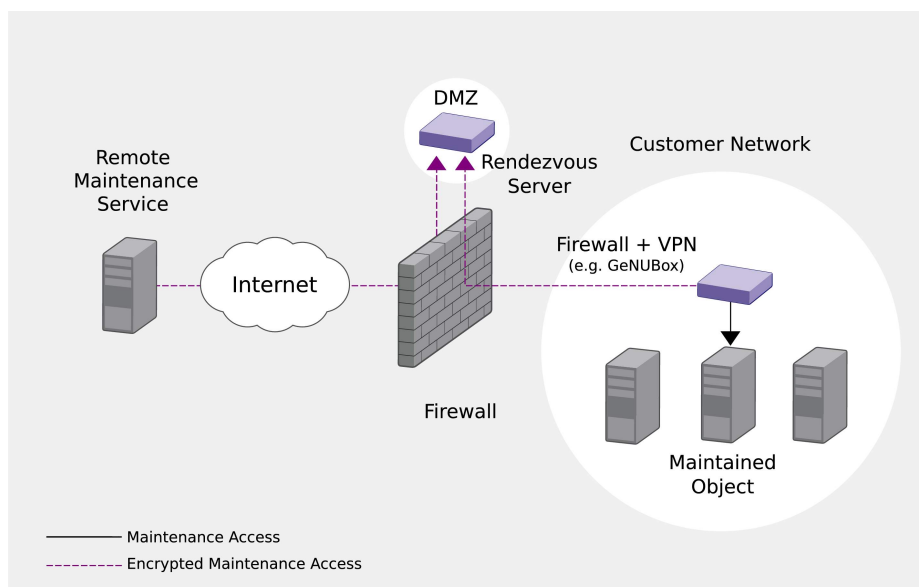 DMZ
Rendezvous
Server
Customer Network
Remote
Maintenance
Service
Internet
Firewall + VPN
(e.g. GeNUBox)
Firewall
Maintained
Object
Maintenance Access
Encrypted Maintenance Access